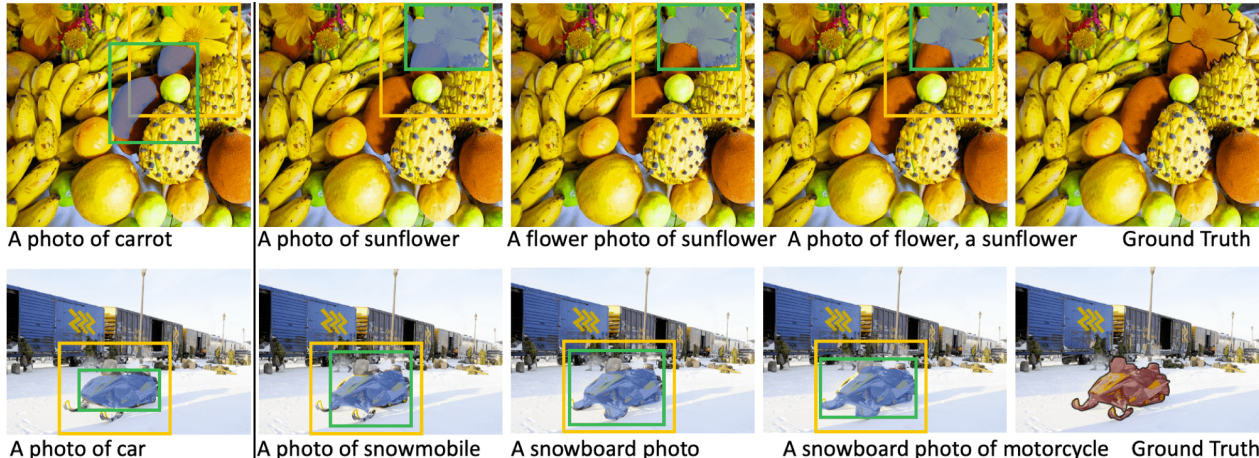 A photo of carrot
A photo of sunflower
A flower photo of sunflower
A photo of flower, a sunflower
Ground Truth
A photo of car
A photo of snowmobile
A snowboard photo
A snowboard photo of motorcycle
Ground Truth